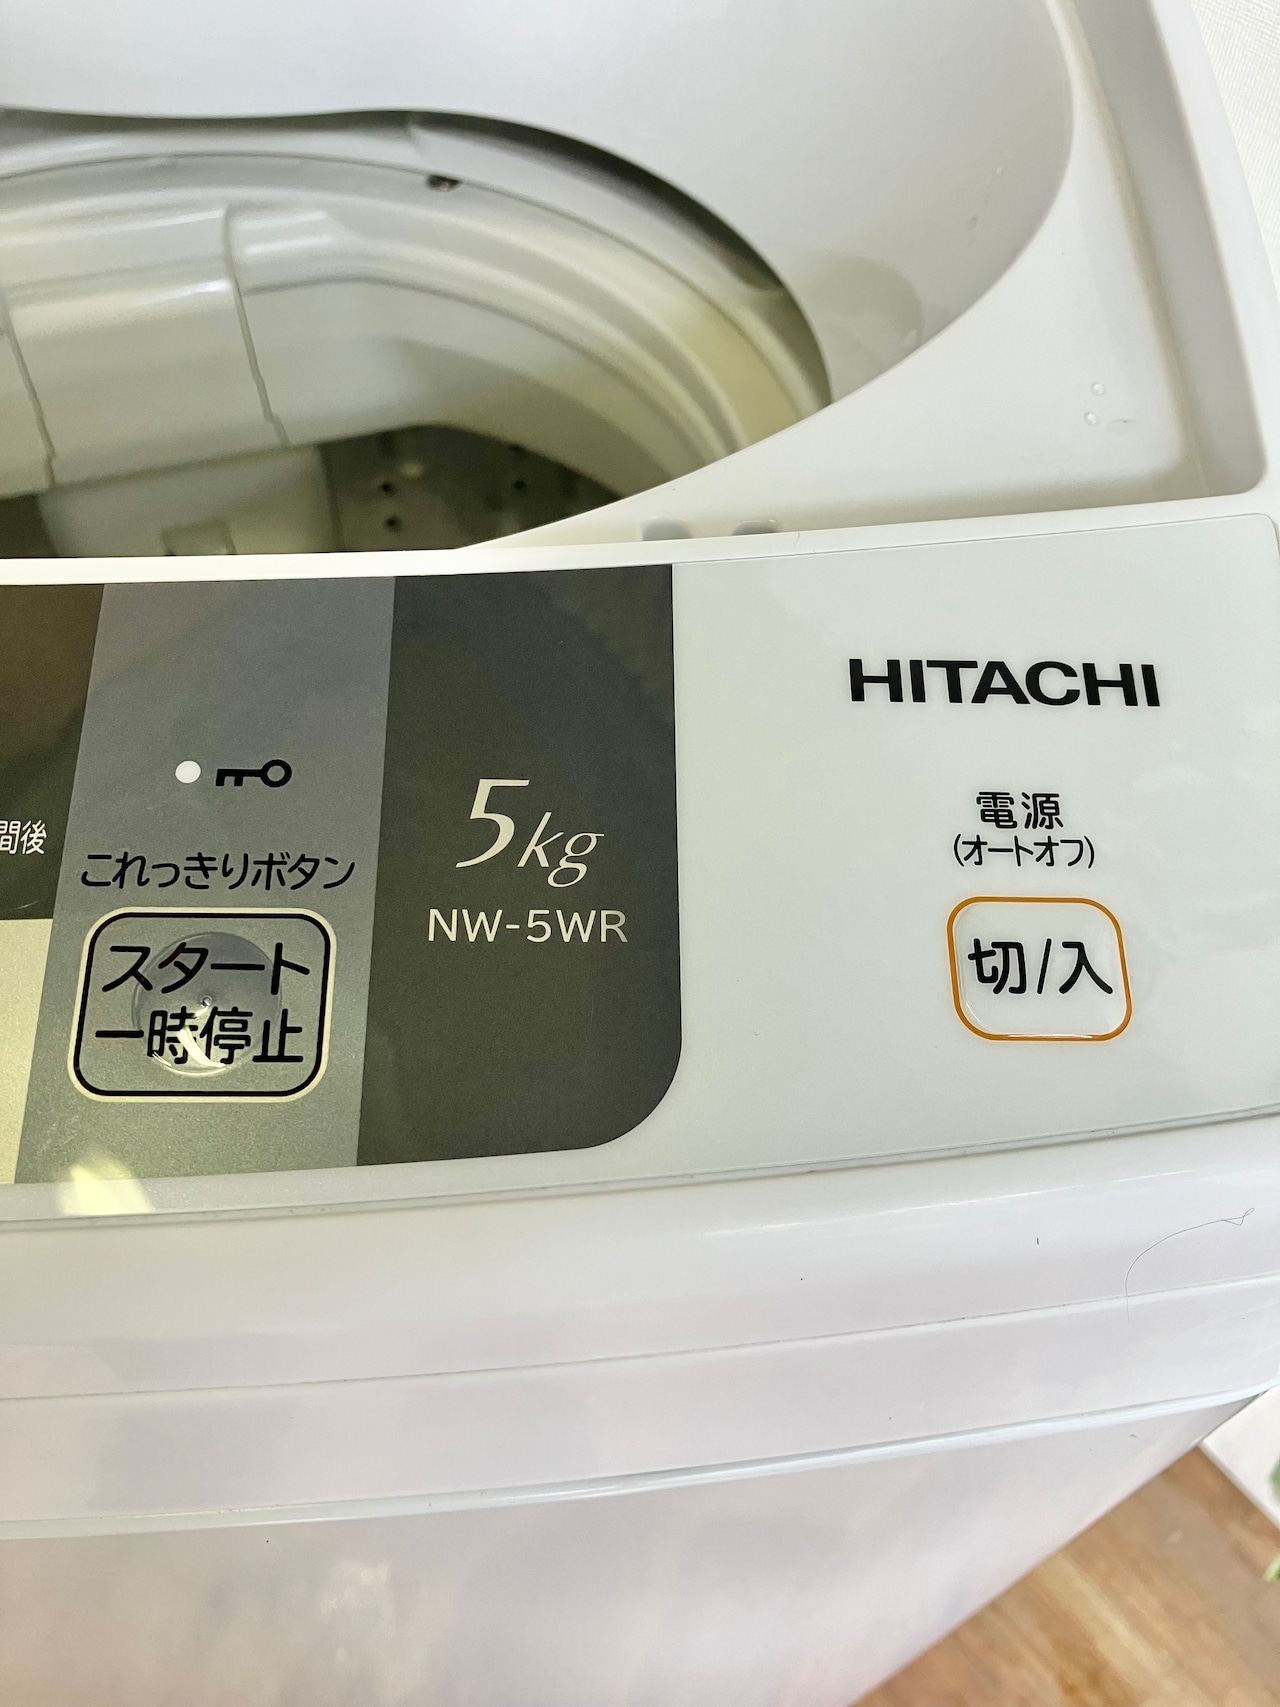 HITACHI
電源
(オートオフ)
切/入
5kg
NW-5WR
間後
これっきりボタン
スタート
一時停止